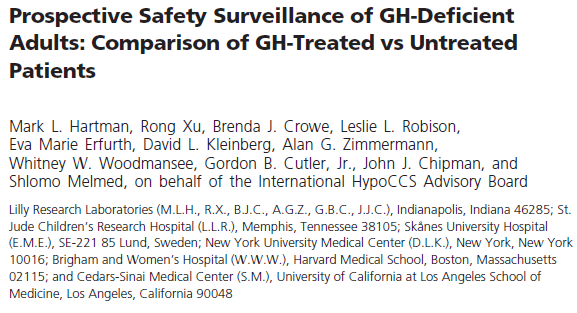 Prospective Safety Surveillance of GH-Deficient
Adults: Comparison of GH-Treated vs Untreated
Patients
Mark L. Hartman, Rong Xu, Brenda J. Crowe, Leslie L. Robison,
Eva Marie Erfurth, David L. Kleinberg, Alan G. Zimmermann,
Whitney W. Woodmansee, Gordon B. Cutler, Jr., John J. Chipman, and
Shlomo Melmed, on behalf of the International HypoCCS Advisory Board
Lilly Research Laboratories (M.L.H., R.X., B.J.C., A.G.Z., G.B.C., J.J.C.), Indianapolis, Indiana 46285; St.
Jude Children's Research Hospital (L.L.R.), Memphis, Tennessee 38105; Skånes University Hospital
(E.M.E.), SE-221 85 Lund, Sweden; New York University Medical Center (D.L.K.), New York, New York
10016; Brigham and Women's Hospital (W.W.W.), Harvard Medical School, Boston, Massachusetts
02115; and Cedars-Sinai Medical Center (S.M.), University of California at Los Angeles School of
Medicine, Los Angeles, California 90048